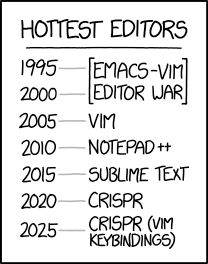 HOTTEST EDITORS
1995 [EMACS-VIM
2000 EDITOR WAR]
2005 VIM
2010 NOTEPAD++
2015 SUBLIME TEXT
2020 CRISPR
2025 CRISPR (VIM
KEYBINDINGS)